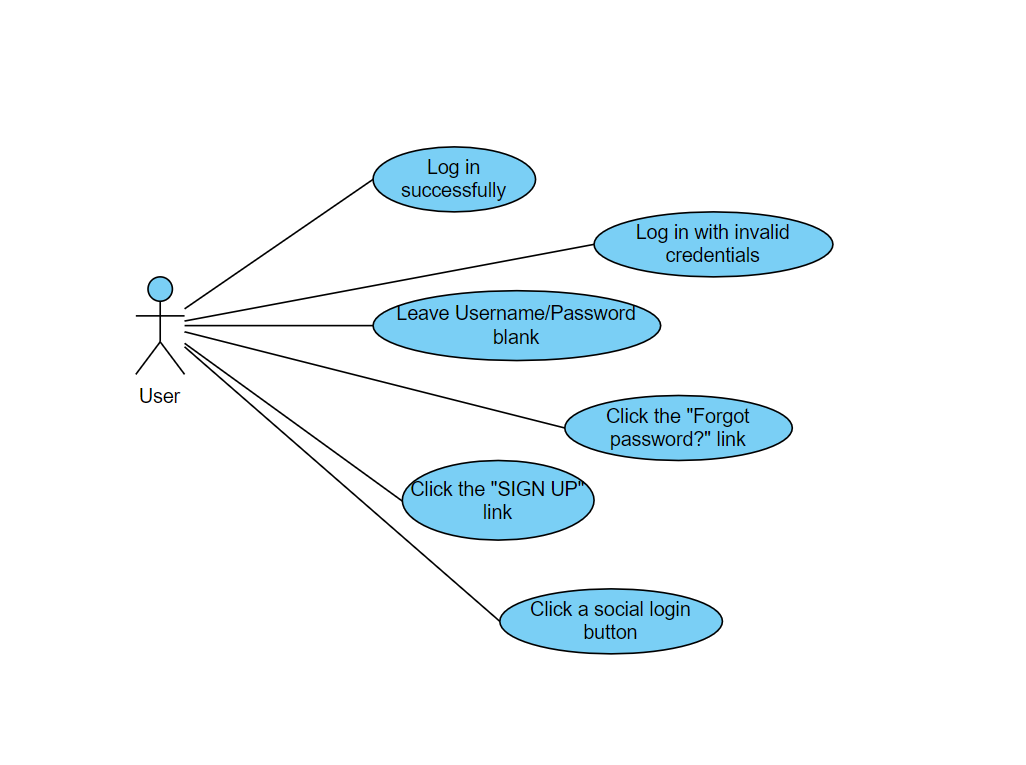 Log in
successfully
Log in with invalid
credentials
Leave Username/Password
blank
User
Click the "Forgot
password?" link
Click the "SIGN UP"
link
Click a social login
button